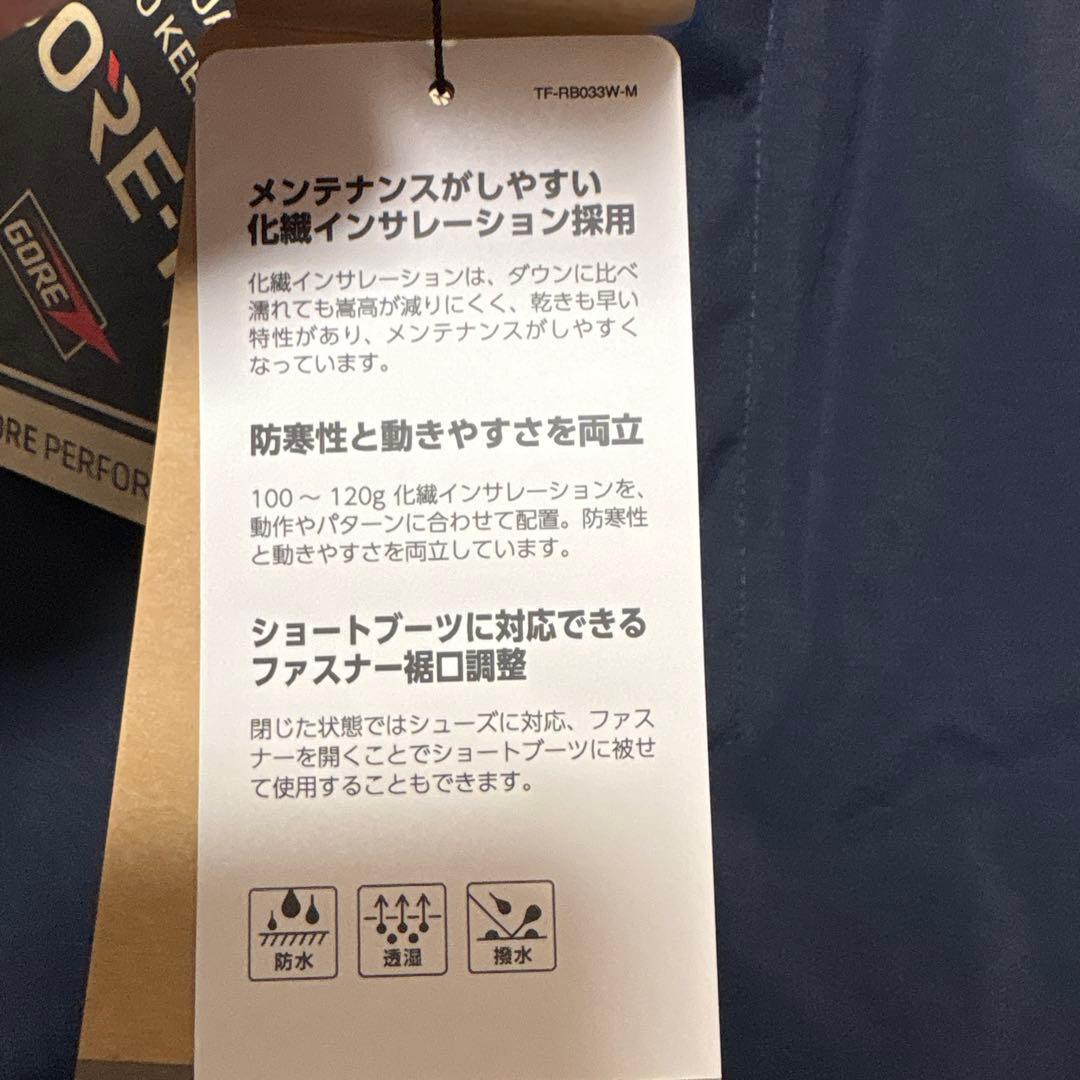 KEE
ORE-
GORE
ORE PERFOR
TF-RB033W-M
メンテナンスがしやすい
化繊インサレーション採用
化繊インサレーションは、ダウンに比べ
濡れても嵩高が減りにくく、乾きも早い
特性があり、メンテナンスがしやすく
なっています。
防寒性と動きやすさを両立
100～120g 化繊インサレーションを、
動作やパターンに合わせて配置。防寒性
と動きやすさを両立しています。
ショートブーツに対応できる
ファスナー裾口調整
閉じた状態ではシューズに対応、ファス
ナーを開くことでショートブーツに被せ
て使用することもできます。
防水
透湿
撥水